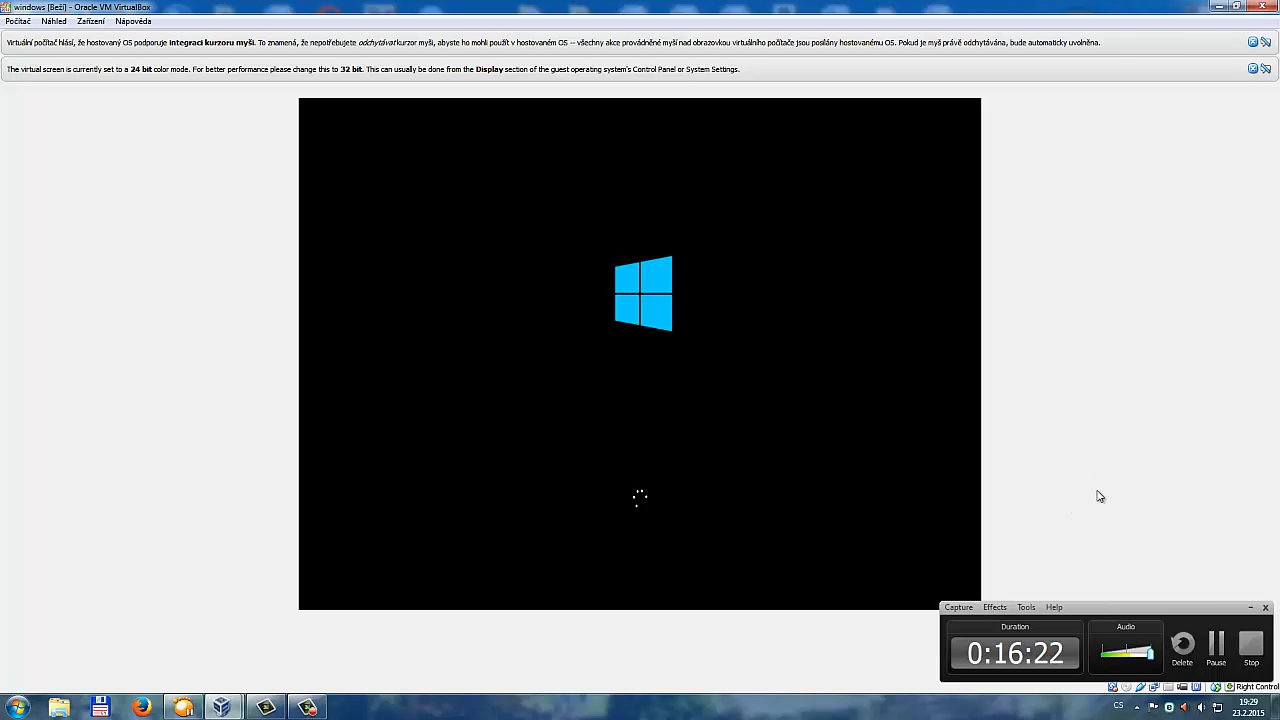 windows [Beží] - Oracle VM VirtualBox
Počítač Náhled Zařízení Nápověda
Virtuální počítač hlásí, že hostovaný OS podporuje integraci kurzoru myši. To znamená, že nepotřebujete odchytávat kurzor myši, abyste ho mohli použít v hostovaném OS -- všechny akce prováděné myší nad obrazovkou virtuálního počítače jsou posílány hostovanému OS. Pokud je myš právě odchytávána, bude automaticky uvolněna.
The virtual screen is currently set to a 24 bit color mode. For better performance please change this to 32 bit. This can usually be done from the Display section of the guest operating system's Control Panel or System Settings.
Capture Effects Tools Help
Duration Audio
0:16:22
Delete Pause Stop
Right Control
CS 19:29
23.2.2015